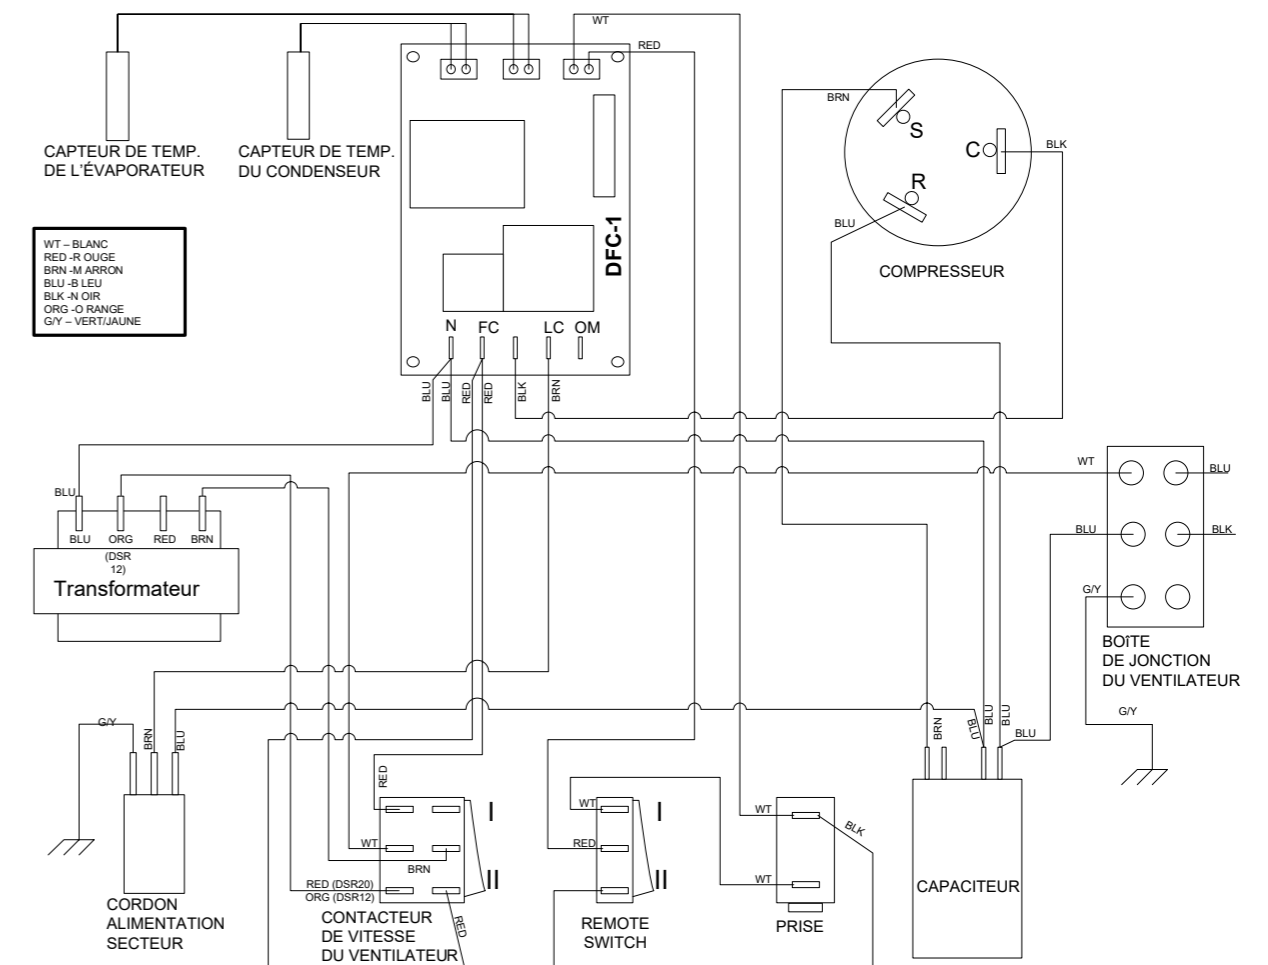 WT
RED
BRN
S
C
BLK
R
BLU
CAPTEUR DE TEMP.
DE L'ÉVAPORATEUR
CAPTEUR DE TEMP.
DU CONDENSEUR
WT – BLANC
RED -R OUGE
BRN -M ARRON
BLU -B LEU
BLK -N OIR
ORG -O RANGE
G/Y – VERT/JAUNE
DFC-1
COMPRESSEUR
N
FC
LC
OM
BLU
BLU
RED
RED
BLK
BRN
WT
BLU
BLU
BLK
G/Y
BOîTE
DE JONCTION
DU VENTILATEUR
G/Y
BLU
BLU
ORG
RED
BRN
(DSR
12)
Transformateur
G/Y
BRN
BLU
CORDON
ALIMENTATION
SECTEUR
RED
I
WT
BRN
II
RED (DSR20)
ORG (DSR12)
RED
CONTACTEUR
DE VITESSE
DU VENTILATEUR
WT
I
RED
II
REMOTE
SWITCH
WT
BLK
WT
PRISE
BRN
BLU
BLU
BLU
BLU
CAPACITEUR